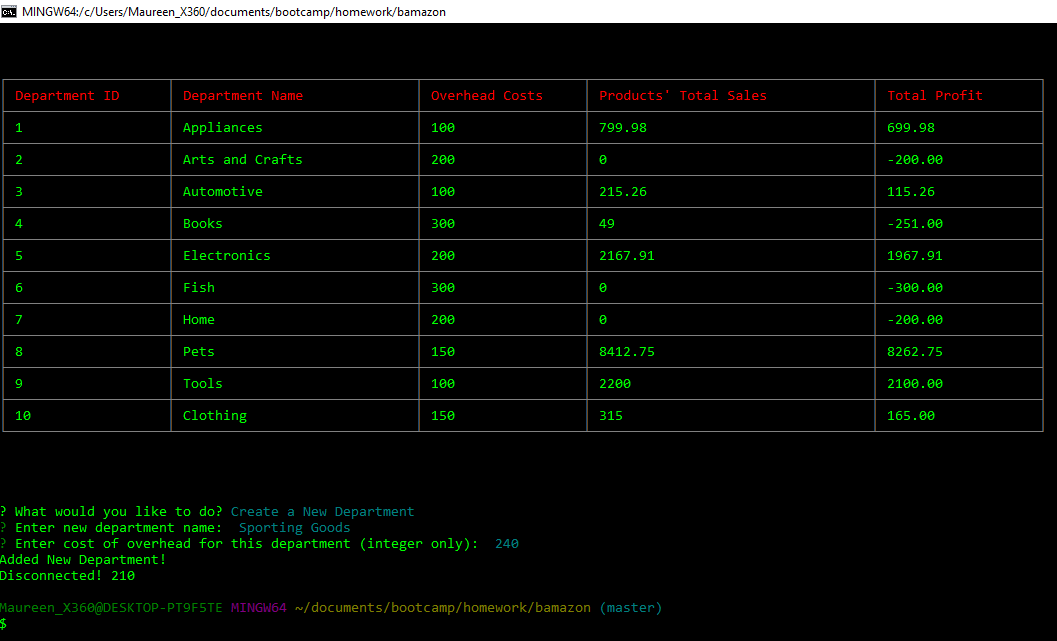 MINGW64:/c/Users/Maureen_X360/documents/bootcamp/homework/bamazon
Department ID Department Name Overhead Costs Products' Total Sales Total Profit
1 Appliances 100 799.98 699.98
2 Arts and Crafts 200 0 -200.00
3 Automotive 100 215.26 115.26
4 Books 300 49 -251.00
5 Electronics 200 2167.91 1967.91
6 Fish 300 0 -300.00
7 Home 200 0 -200.00
8 Pets 150 8412.75 8262.75
9 Tools 100 2200 2100.00
10 Clothing 150 315 165.00
? What would you like to do? Create a New Department
? Enter new department name:  Sporting Goods
? Enter cost of overhead for this department (integer only):  240
Added New Department!
Disconnected! 210
Maureen_X360@DESKTOP-PT9F5TE MINGW64 ~/documents/bootcamp/homework/bamazon (master)
$